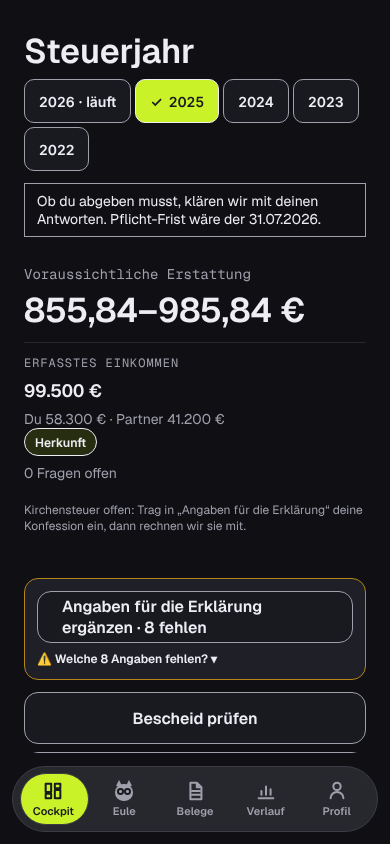 Steuerjahr
2026 · läuft
✓ 2025
2024
2023
2022
Ob du abgeben musst, klären wir mit deinen
Antworten. Pflicht-Frist wäre der 31.07.2026.
Voraussichtliche Erstattung
855,84–985,84 €
ERFASSTES EINKOMMEN
99.500 €
Du 58.300 € · Partner 41.200 €
Herkunft
0 Fragen offen
Kirchensteuer offen: Trag in „Angaben für die Erklärung“ deine
Konfession ein, dann rechnen wir sie mit.
Angaben für die Erklärung
ergänzen · 8 fehlen
⚠️ Welche 8 Angaben fehlen? ▾
Bescheid prüfen
Cockpit
Eule
Belege
Verlauf
Profil